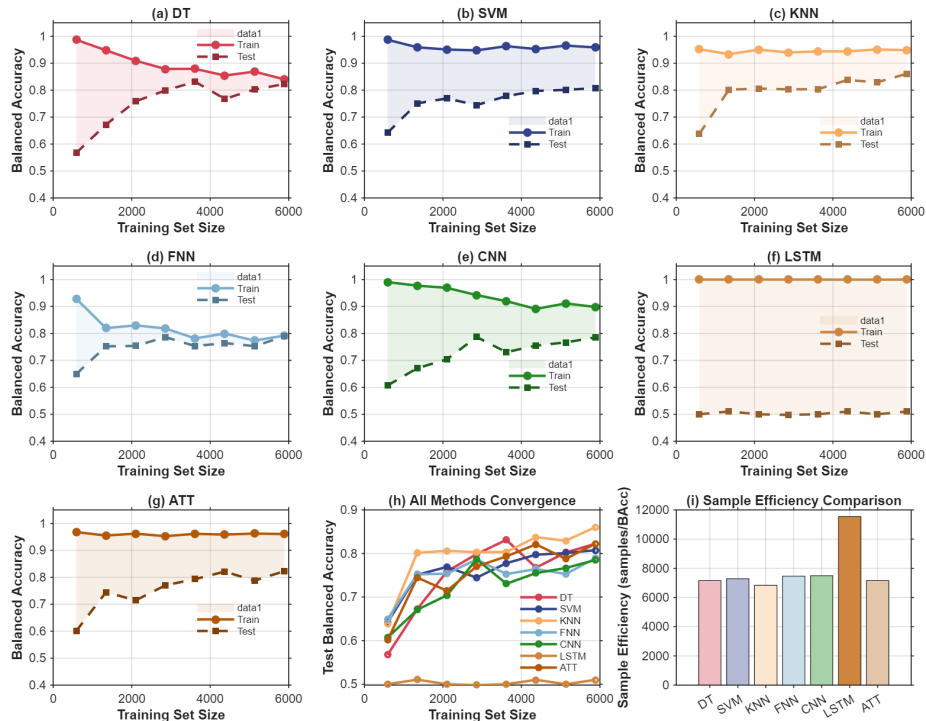 (a) DT
Balanced Accuracy
1
0.9
0.8
0.7
0.6
0.5
0.4
data1
Train
Test
0
2000
4000
6000
Training Set Size
(b) SVM
Balanced Accuracy
1
0.9
0.8
0.7
0.6
0.5
0.4
data1
Train
Test
0
2000
4000
6000
Training Set Size
(c) KNN
Balanced Accuracy
1
0.9
0.8
0.7
0.6
0.5
0.4
data1
Train
Test
0
2000
4000
6000
Training Set Size
(d) FNN
Balanced Accuracy
1
0.9
0.8
0.7
0.6
0.5
0.4
data1
Train
Test
0
2000
4000
6000
Training Set Size
(e) CNN
Balanced Accuracy
1
0.9
0.8
0.7
0.6
0.5
0.4
data1
Train
Test
0
2000
4000
6000
Training Set Size
(f) LSTM
Balanced Accuracy
1
0.9
0.8
0.7
0.6
0.5
0.4
data1
Train
Test
0
2000
4000
6000
Training Set Size
(g) ATT
Balanced Accuracy
1
0.9
0.8
0.7
0.6
0.5
0.4
data1
Train
Test
0
2000
4000
6000
Training Set Size
(h) All Methods Convergence
Test Balanced Accuracy
0.9
0.8
0.7
0.6
0.5
DT
SVM
KNN
FNN
CNN
LSTM
ATT
0
2000
4000
6000
Training Set Size
(i) Sample Efficiency Comparison
Sample Efficiency (samples/BAcc)
12000
10000
8000
6000
4000
2000
0
DT
SVM
KNN
FNN
CNN
LSTM
ATT